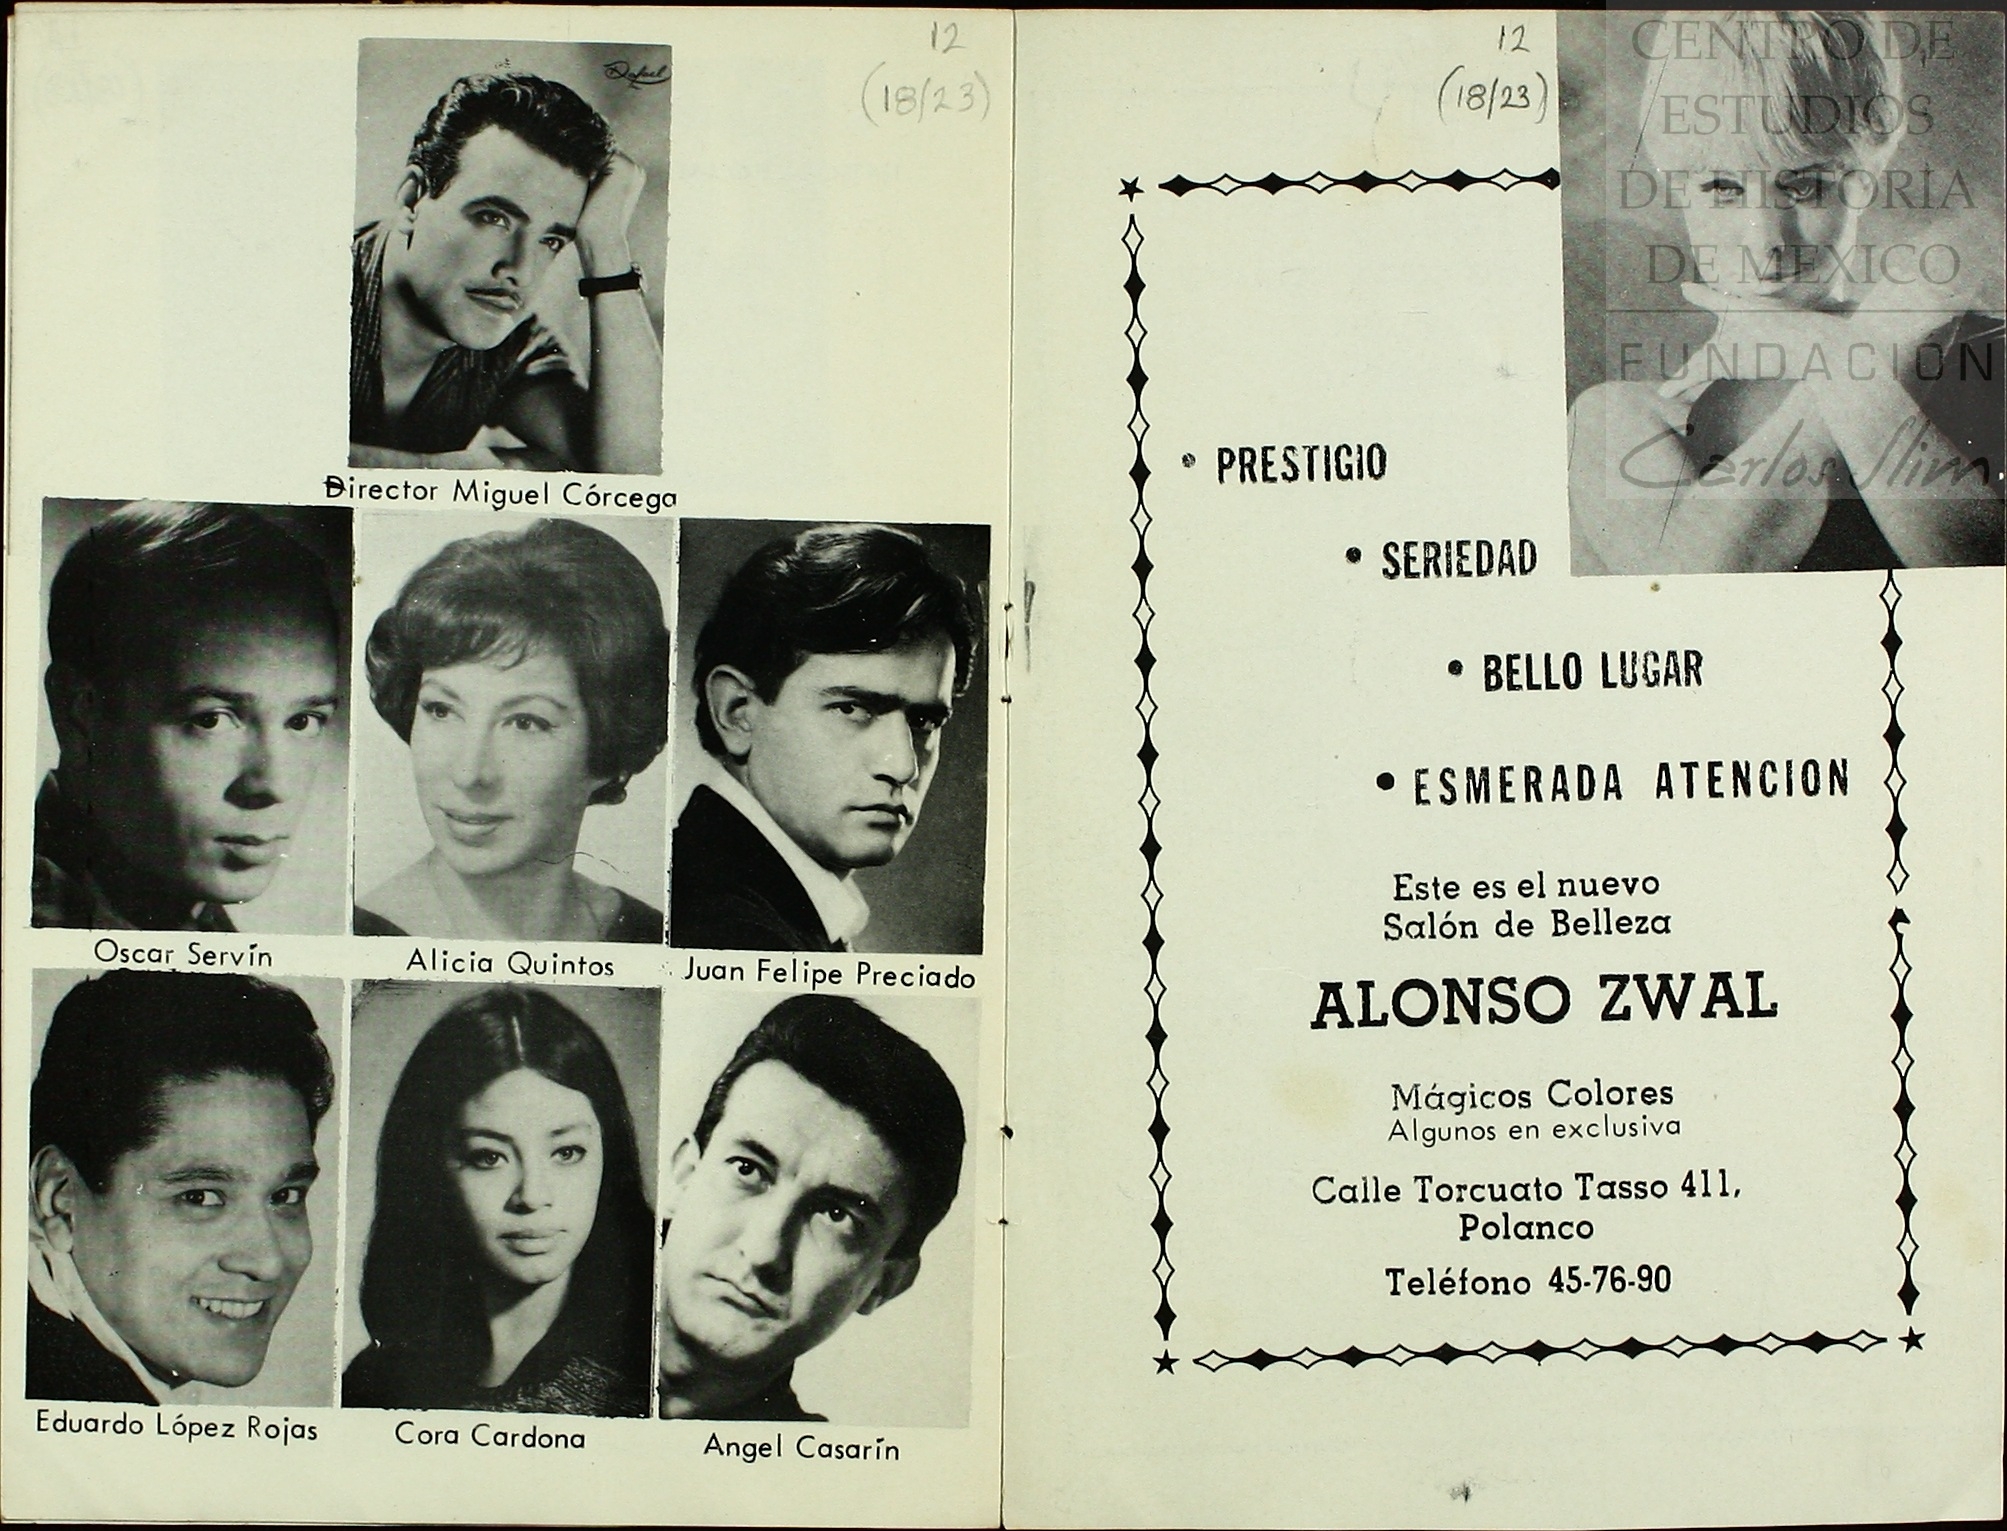 12
(18/23)
Rafael
Director Miguel Córcega
Oscar Servín
Alicia Quintos
Juan Felipe Preciado
Eduardo López Rojas
Cora Cardona
Angel Casarín
12
(18/23)
CENTRO DE
ESTUDIOS
DE HISTORIA
DE MEXICO
FUNDACION
Carlos Slim
• PRESTIGIO
• SERIEDAD
• BELLO LUGAR
• ESMERADA ATENCION
Este es el nuevo
Salón de Belleza
ALONSO ZWAL
Mágicos Colores
Algunos en exclusiva
Calle Torcuato Tasso 411,
Polanco
Teléfono 45-76-90